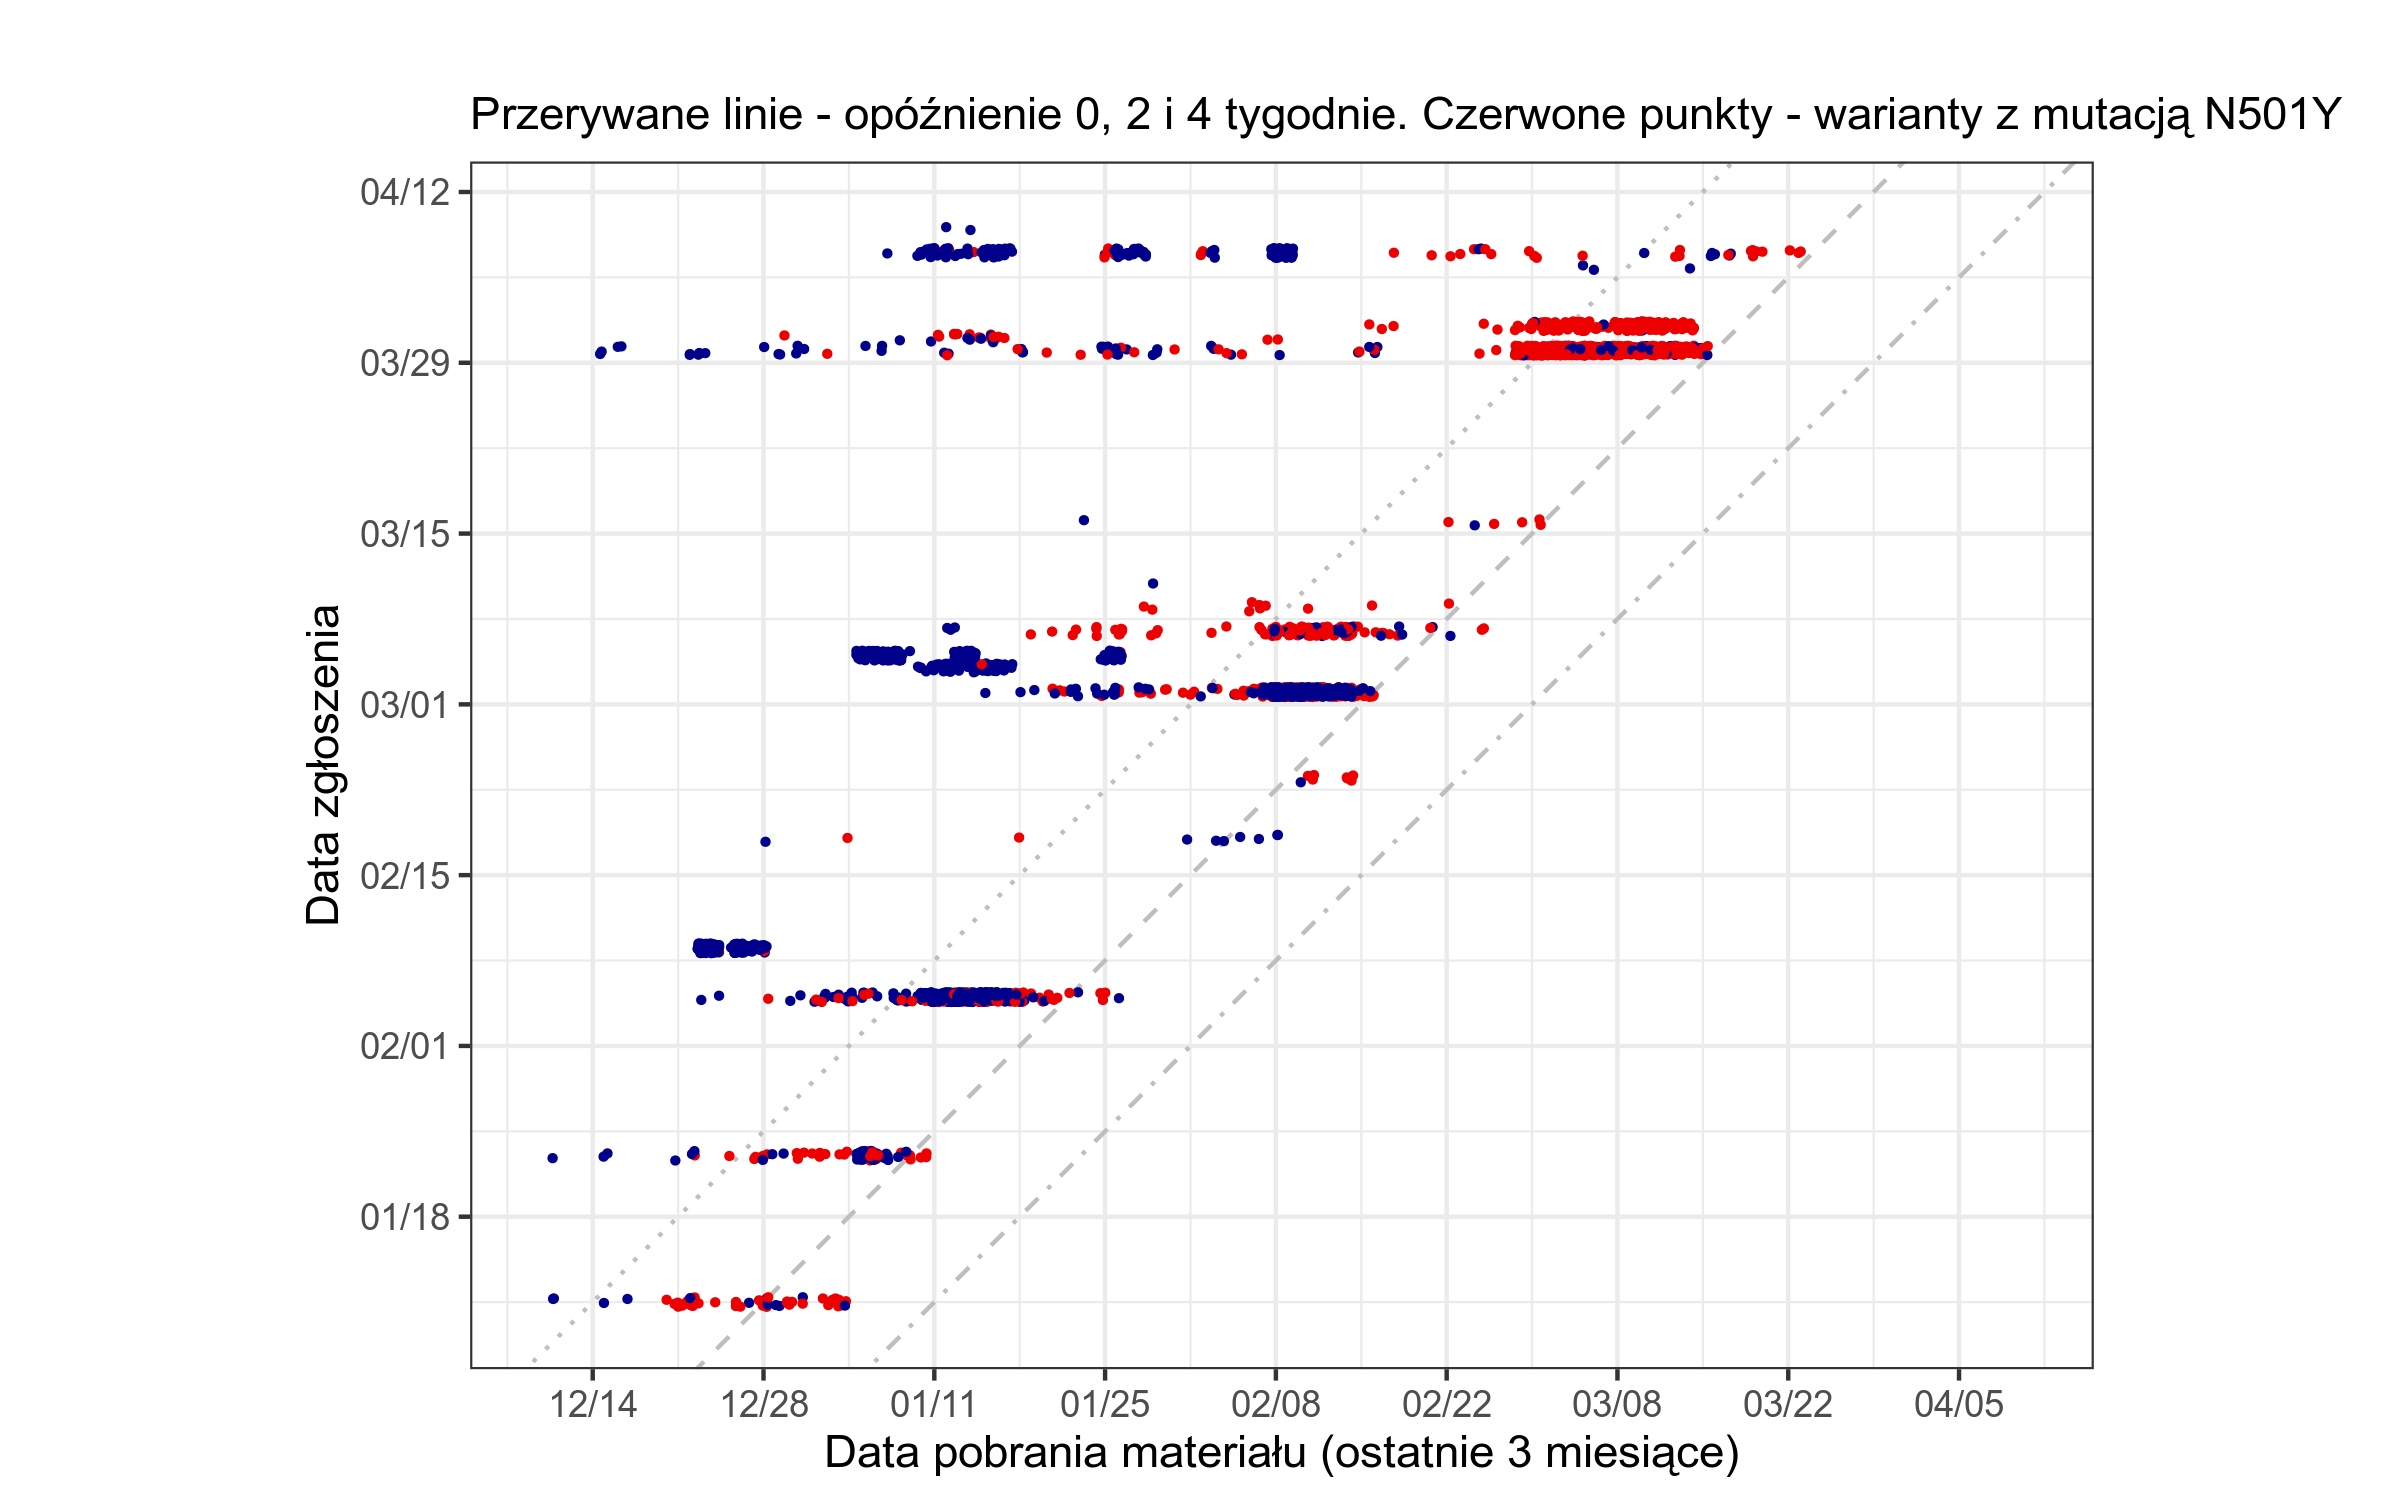 Przerywane linie - opóźnienie 0, 2 i 4 tygodnie. Czerwone punkty - warianty z mutacją N501Y
04/12
03/29
03/15
03/01
02/15
02/01
01/18
Data zgłoszenia
12/14 12/28 01/11 01/25 02/08 02/22 03/08 03/22 04/05
Data pobrania materiału (ostatnie 3 miesiące)